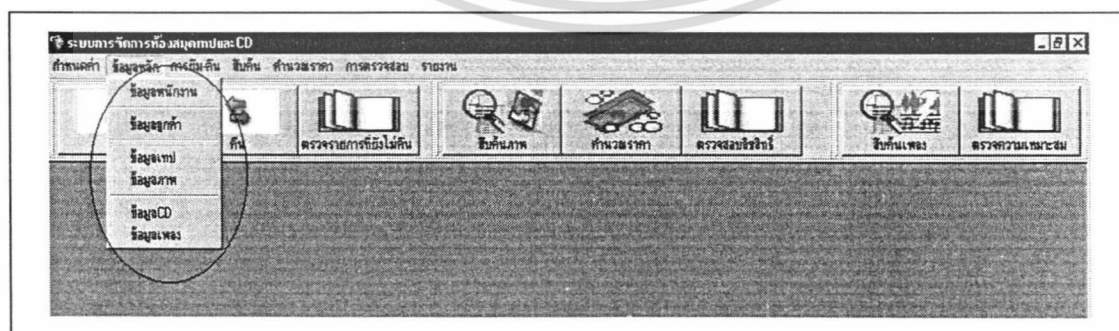 ระบบการจัดการห้องสมุดเทปและCD
กำหนดค่า ข้อมูลหลัก การยืม-คืน สืบค้น คำนวณราคา การตรวจสอบ รายงาน
ข้อมูลพนักงาน
ข้อมูลลูกค้า
ข้อมูลเทป
ข้อมูลภาพ
ข้อมูลCD
ข้อมูลเพลง
คืน ตรวจรายการที่ยังไม่คืน สืบค้นภาพ คำนวณราคา ตรวจสอบลิขสิทธิ์ สืบค้นเพลง ตรวจความเหมาะสม